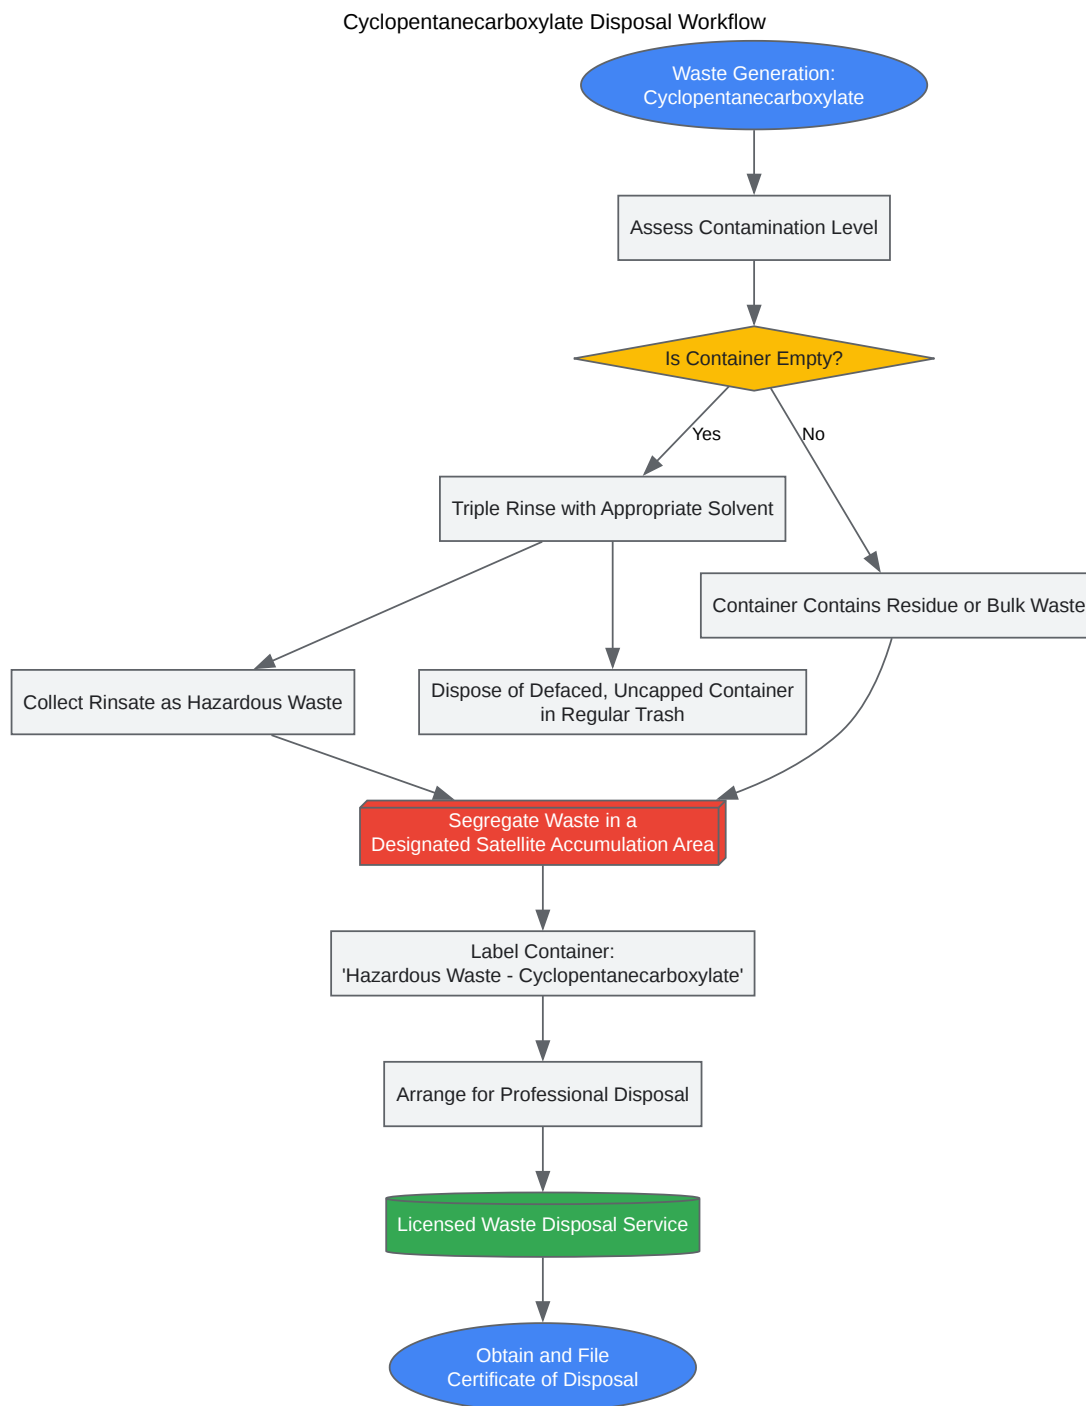 Cyclopentanecarboxylate Disposal Workflow
Waste Generation:
Cyclopentanecarboxylate
Assess Contamination Level
Is Container Empty?
Yes
No
Triple Rinse with Appropriate Solvent
Container Contains Residue or Bulk Waste
Collect Rinsate as Hazardous Waste
Dispose of Defaced, Uncapped Container
in Regular Trash
Segregate Waste in a
Designated Satellite Accumulation Area
Label Container:
'Hazardous Waste - Cyclopentanecarboxylate'
Arrange for Professional Disposal
Licensed Waste Disposal Service
Obtain and File
Certificate of Disposal